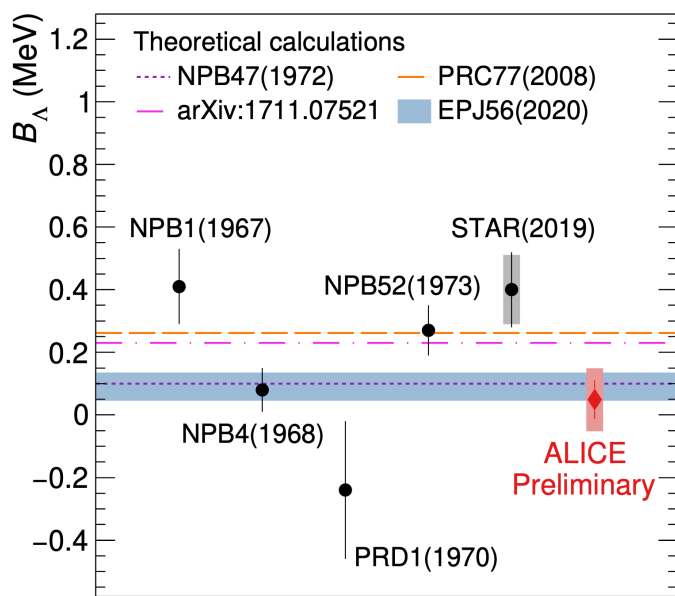 Theoretical calculations
NPB47(1972)
PRC77(2008)
arXiv:1711.07521
EPJ56(2020)
B_Λ (MeV)
1.2
1
0.8
0.6
0.4
0.2
0
−0.2
−0.4
NPB1(1967)
STAR(2019)
NPB52(1973)
NPB4(1968)
ALICE
Preliminary
PRD1(1970)